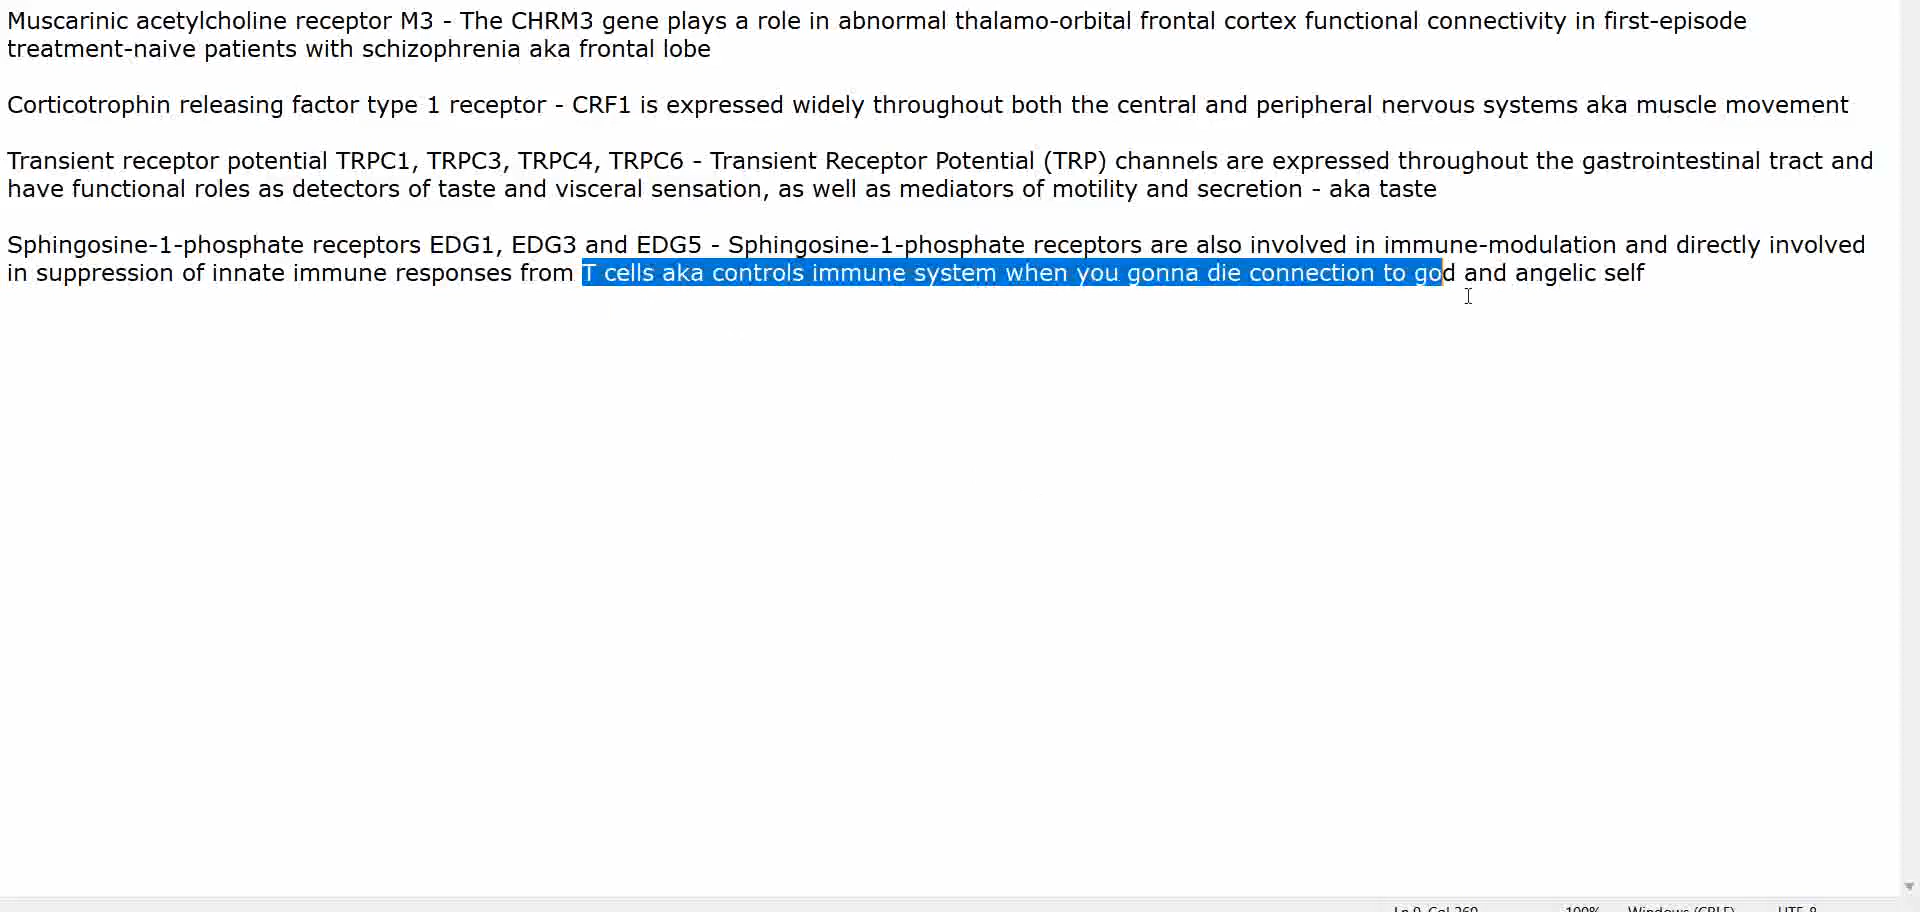 Muscarinic acetylcholine receptor M3 - The CHRM3 gene plays a role in abnormal thalamo-orbital frontal cortex functional connectivity in first-episode
treatment-naive patients with schizophrenia aka frontal lobe
Corticotrophin releasing factor type 1 receptor - CRF1 is expressed widely throughout both the central and peripheral nervous systems aka muscle movement
Transient receptor potential TRPC1, TRPC3, TRPC4, TRPC6 - Transient Receptor Potential (TRP) channels are expressed throughout the gastrointestinal tract and
have functional roles as detectors of taste and visceral sensation, as well as mediators of motility and secretion - aka taste
Sphingosine-1-phosphate receptors EDG1, EDG3 and EDG5 - Sphingosine-1-phosphate receptors are also involved in immune-modulation and directly involved
in suppression of innate immune responses from T cells aka controls immune system when you gonna die connection to god and angelic self
100% Windows (CRLF) UTF-8